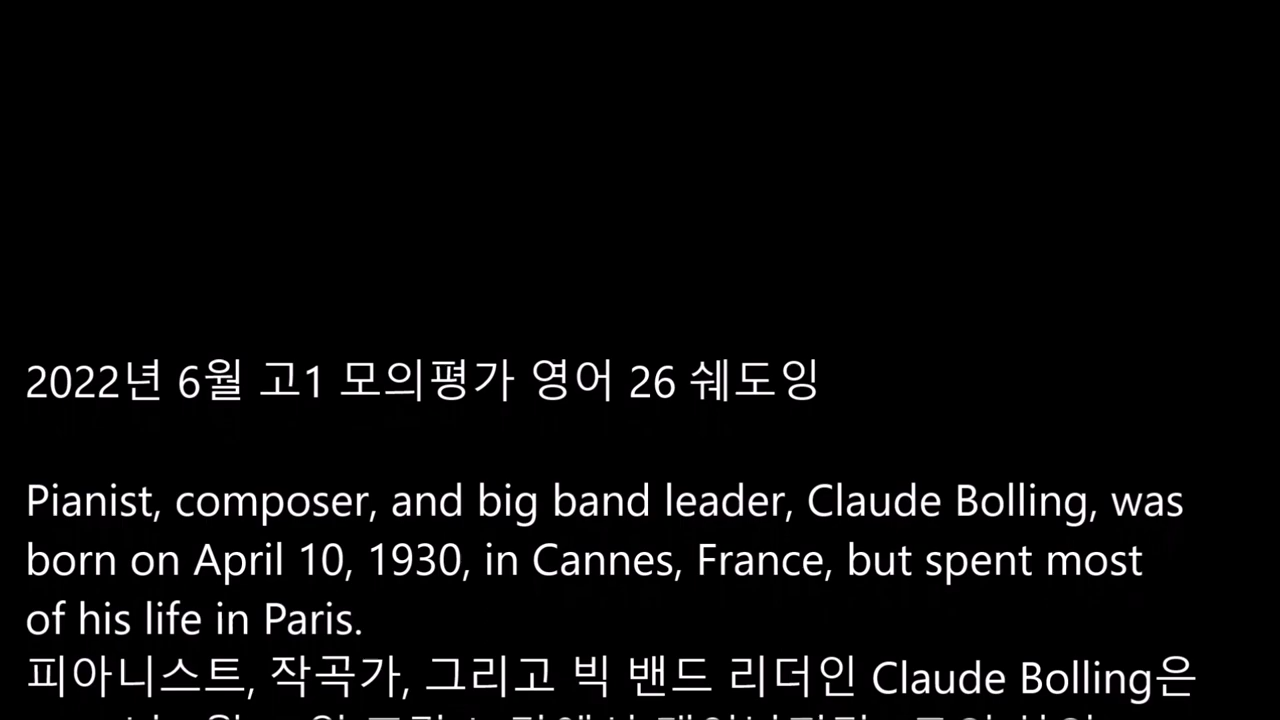 2022년 6월 고1 모의평가 영어 26 쉐도잉
Pianist, composer, and big band leader, Claude Bolling, was
born on April 10, 1930, in Cannes, France, but spent most
of his life in Paris.
피아니스트, 작곡가, 그리고 빅 밴드 리더인 Claude Bolling은